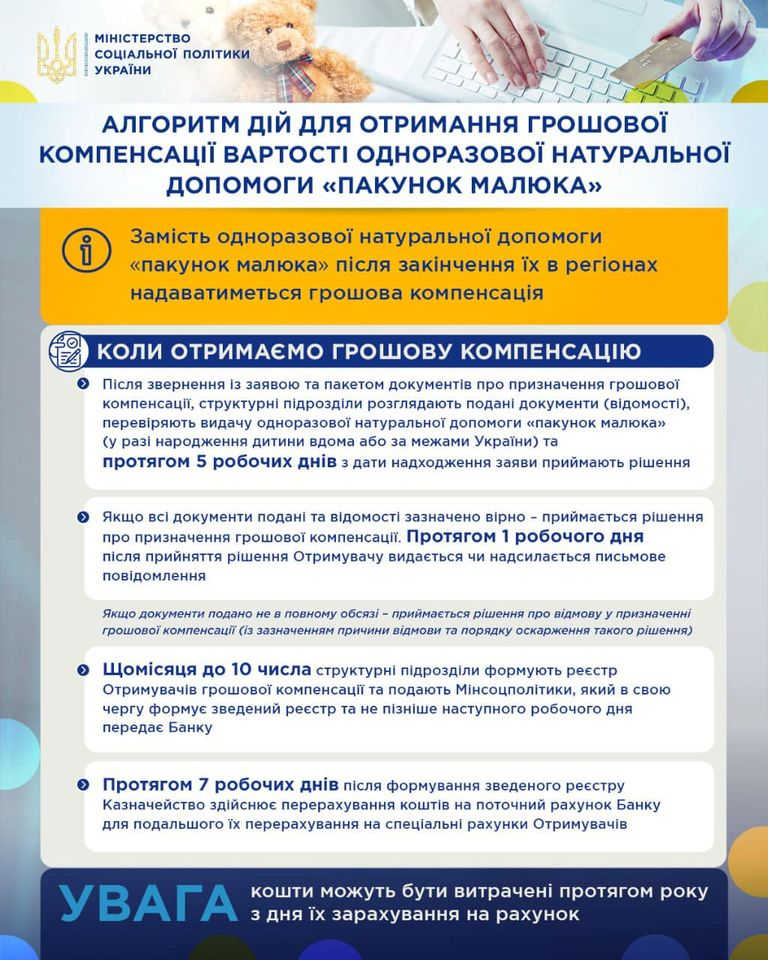 МІНІСТЕРСТВО
СОЦІАЛЬНОЇ ПОЛІТИКИ
УКРАЇНИ
АЛГОРИТМ ДІЙ ДЛЯ ОТРИМАННЯ ГРОШОВОЇ
КОМПЕНСАЦІЇ ВАРТОСТІ ОДНОРАЗОВОЇ НАТУРАЛЬНОЇ
ДОПОМОГИ «ПАКУНОК МАЛЮКА»
Замість одноразової натуральної допомоги
«пакунок малюка» після закінчення їх в регіонах
надаватиметься грошова компенсація
КОЛИ ОТРИМАЄМО ГРОШОВУ КОМПЕНСАЦІЮ
Після звернення із заявою та пакетом документів про призначення грошової
компенсації, структурні підрозділи розглядають подані документи (відомості),
перевіряють видачу одноразової натуральної допомоги «пакунок малюка»
(у разі народження дитини вдома або за межами України) та
протягом 5 робочих днів з дати надходження заяви приймають рішення
Якщо всі документи подані та відомості зазначено вірно – приймається рішення
про призначення грошової компенсації. Протягом 1 робочого дня
після прийняття рішення Отримувачу видається чи надсилається письмове
повідомлення
Якщо документи подано не в повному обсязі – приймається рішення про відмову у призначенні
грошової компенсації (із зазначенням причини відмови та порядку оскарження такого рішення)
Щомісяця до 10 числа структурні підрозділи формують реєстр
Отримувачів грошової компенсації та подають Мінсоцполітики, який в свою
чергу формує зведений реєстр та не пізніше наступного робочого дня
передає Банку
Протягом 7 робочих днів після формування зведеного реєстру
Казначейство здійснює перерахування коштів на поточний рахунок Банку
для подальшого їх перерахування на спеціальні рахунки Отримувачів
УВАГА кошти можуть бути витрачені протягом року
з дня їх зарахування на рахунок